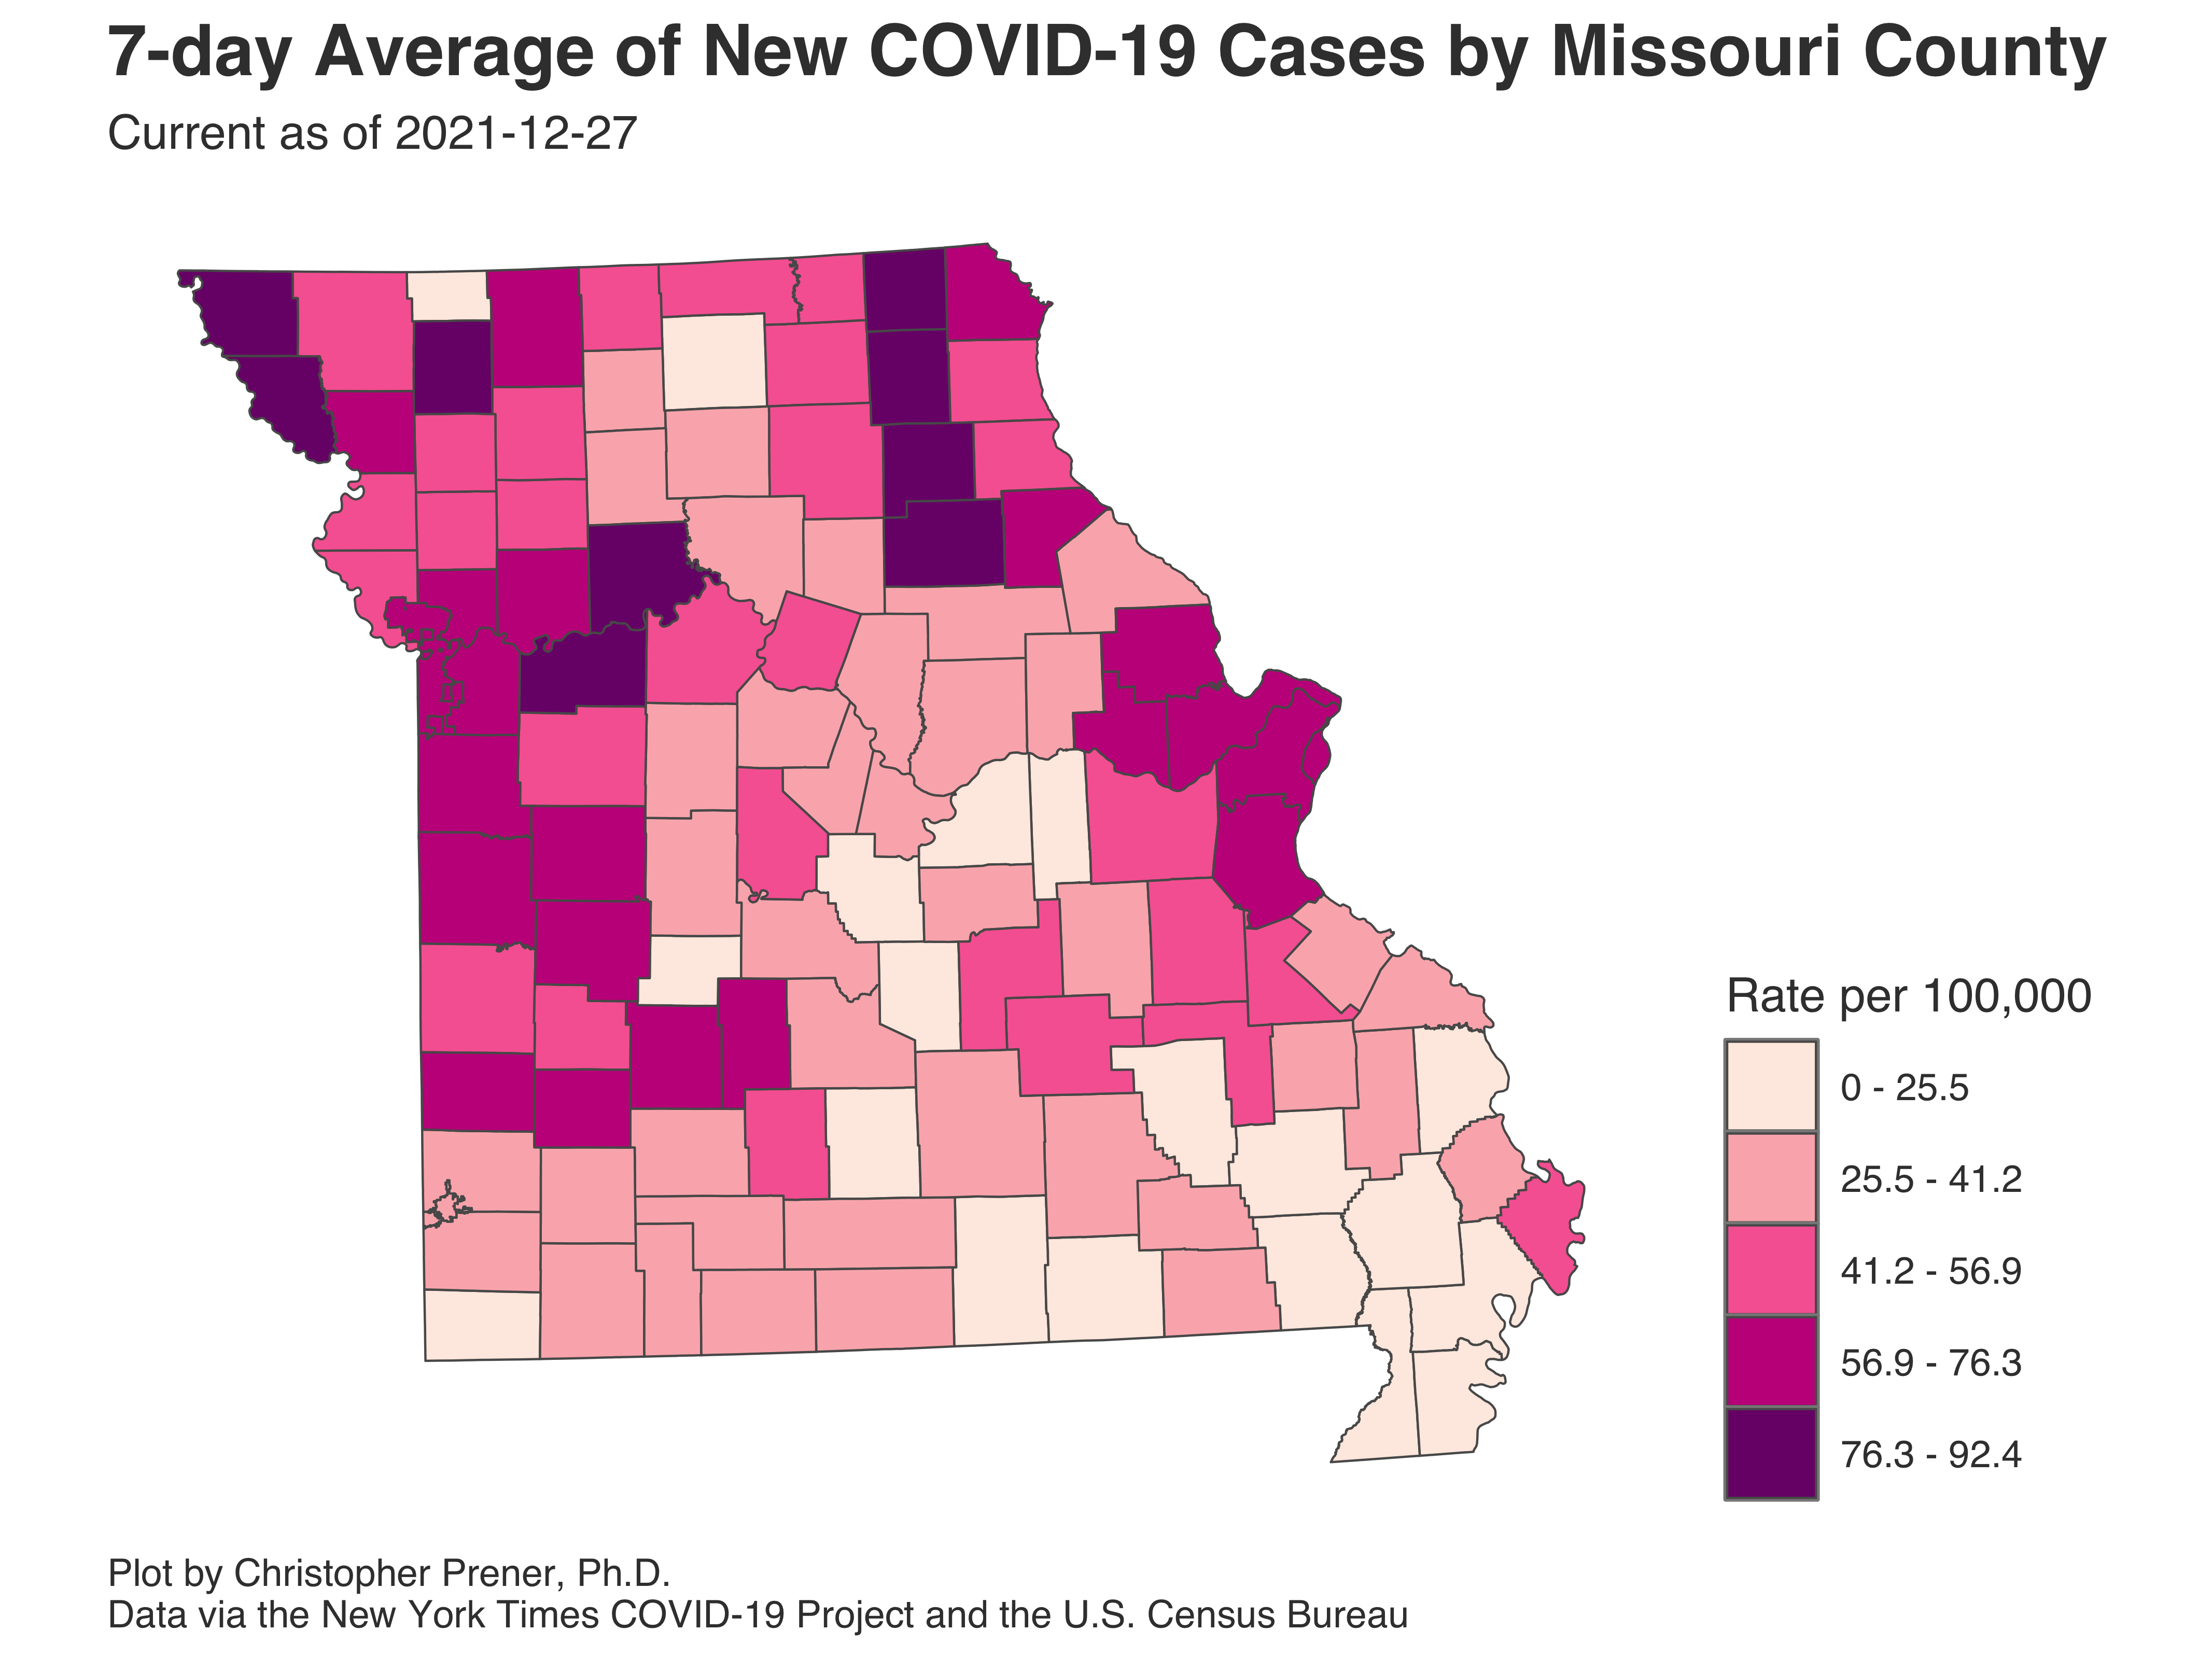 7-day Average of New COVID-19 Cases by Missouri County
Current as of 2021-12-27
Rate per 100,000
0 - 25.5
25.5 - 41.2
41.2 - 56.9
56.9 - 76.3
76.3 - 92.4
Plot by Christopher Prener, Ph.D.
Data via the New York Times COVID-19 Project and the U.S. Census Bureau